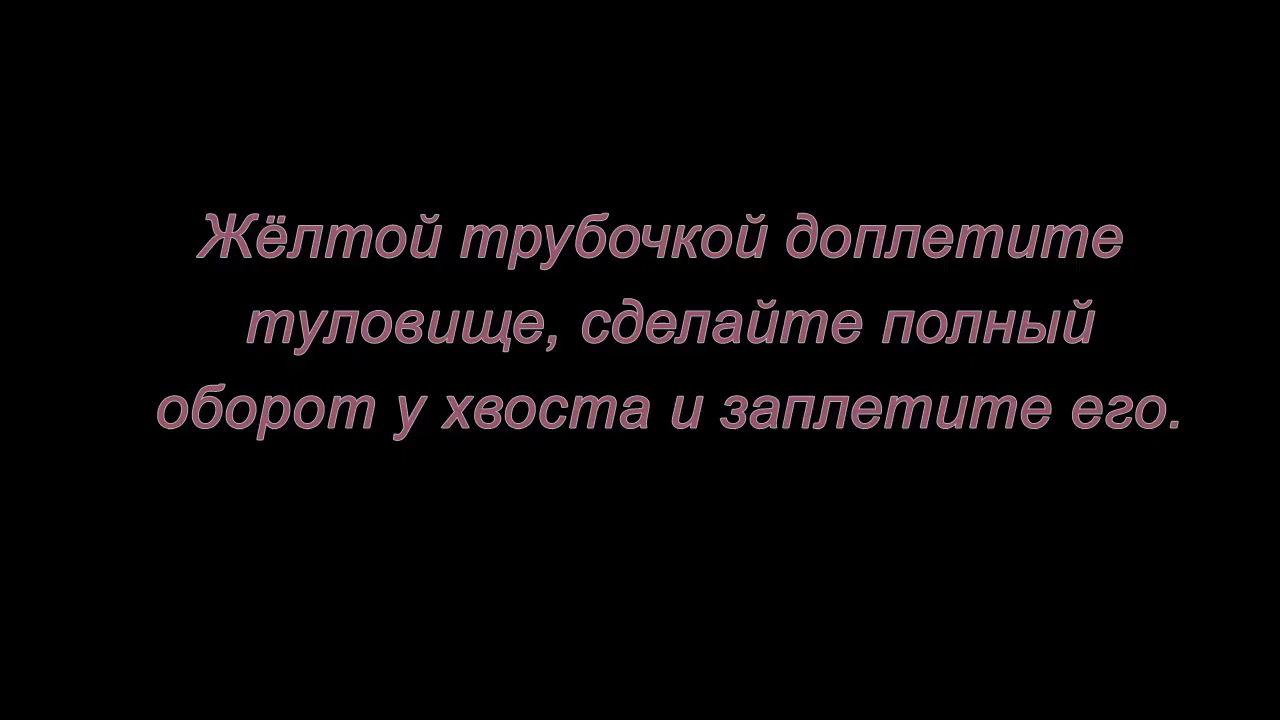 Жёлтой трубочкой доплетите
туловище, сделайте полный
оборот у хвоста и заплетите его.